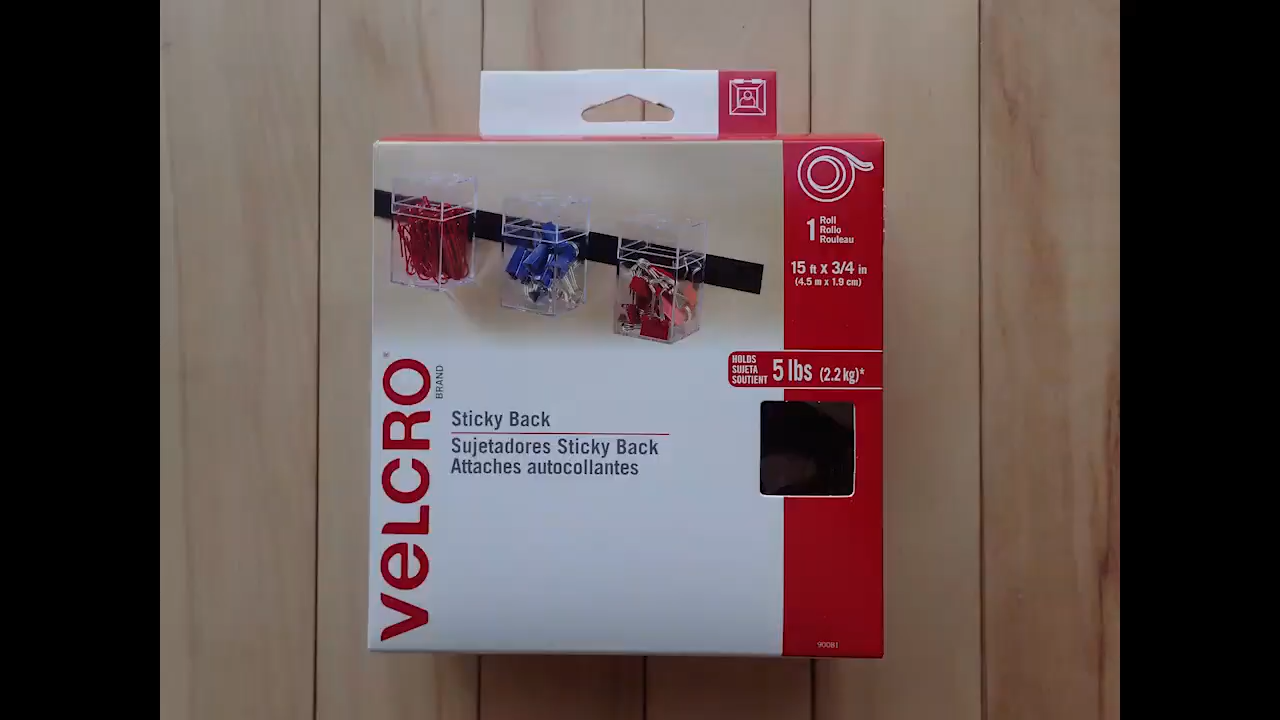 1 Roll
Rollo
Rouleau
15 ft x 3/4 in
(4.5 m x 1.9 cm)
HOLDS
SUJETA
SOUTIENT
5 lbs (2.2 kg)*
VELCRO®
BRAND
Sticky Back
Sujetadores Sticky Back
Attaches autocollantes
90081